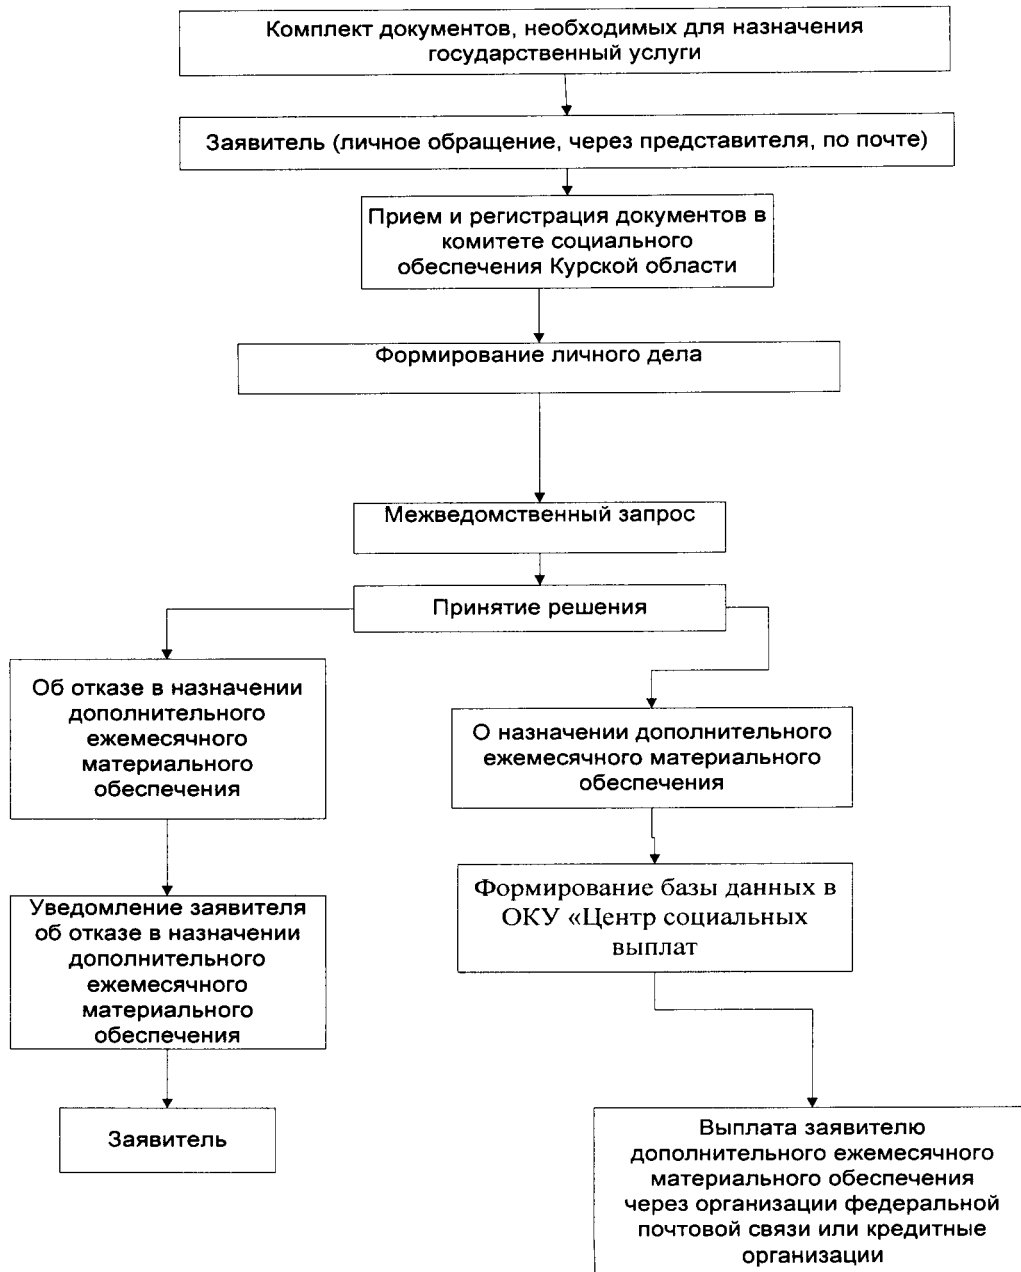 Комплект документов, необходимых для назначения
государственный услуги
Заявитель (личное обращение, через представителя, по почте)
Прием и регистрация документов в
комитете социального
обеспечения Курской области
Формирование личного дела
Межведомственный запрос
Принятие решения
Об отказе в назначении
дополнительного
ежемесячного
материального
обеспечения
О назначении дополнительного
ежемесячного материального
обеспечения
Уведомление заявителя
об отказе в назначении
дополнительного
ежемесячного
материального
обеспечения
Формирование базы данных в
ОКУ «Центр социальных
выплат
Заявитель
Выплата заявителю
дополнительного ежемесячного
материального обеспечения
через организации федеральной
почтовой связи или кредитные
организации